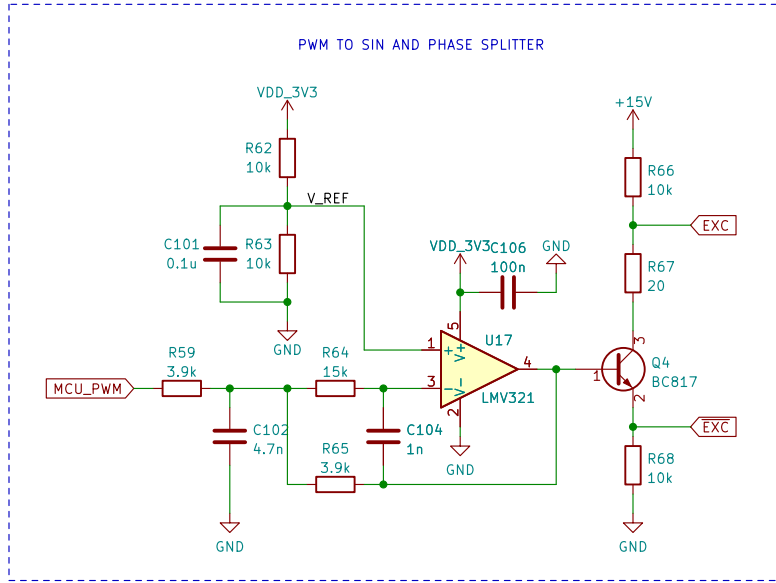 PWM TO SIN AND PHASE SPLITTER
VDD_3V3
+15V
R62
10k
R66
10k
V_REF
EXC
C101
0.1u
R63
10k
VDD_3V3
C106
100n
GND
R67
20
GND
5
1
+
V+
U17
3
-
V-
4
LMV321
2
GND
3
1
Q4
BC817
2
R59
3.9k
R64
15k
MCU_PWM
C102
4.7n
C104
1n
R65
3.9k
EXC
R68
10k
GND
GND